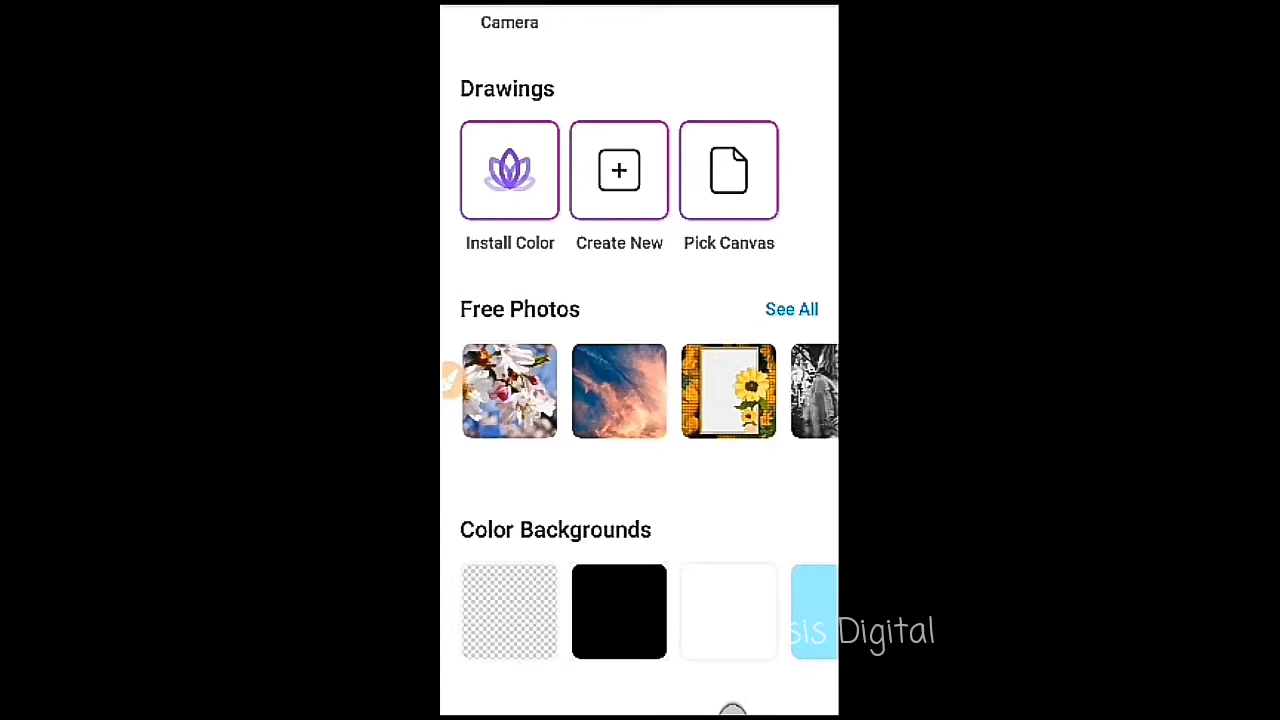 Camera
Drawings
Install Color Create New Pick Canvas
Free Photos See All
Color Backgrounds
sis Digital